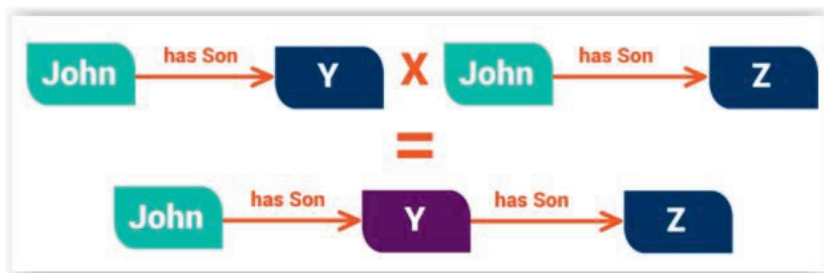 has Son has Son
John Y X John Z
=
has Son has Son
John Y Z